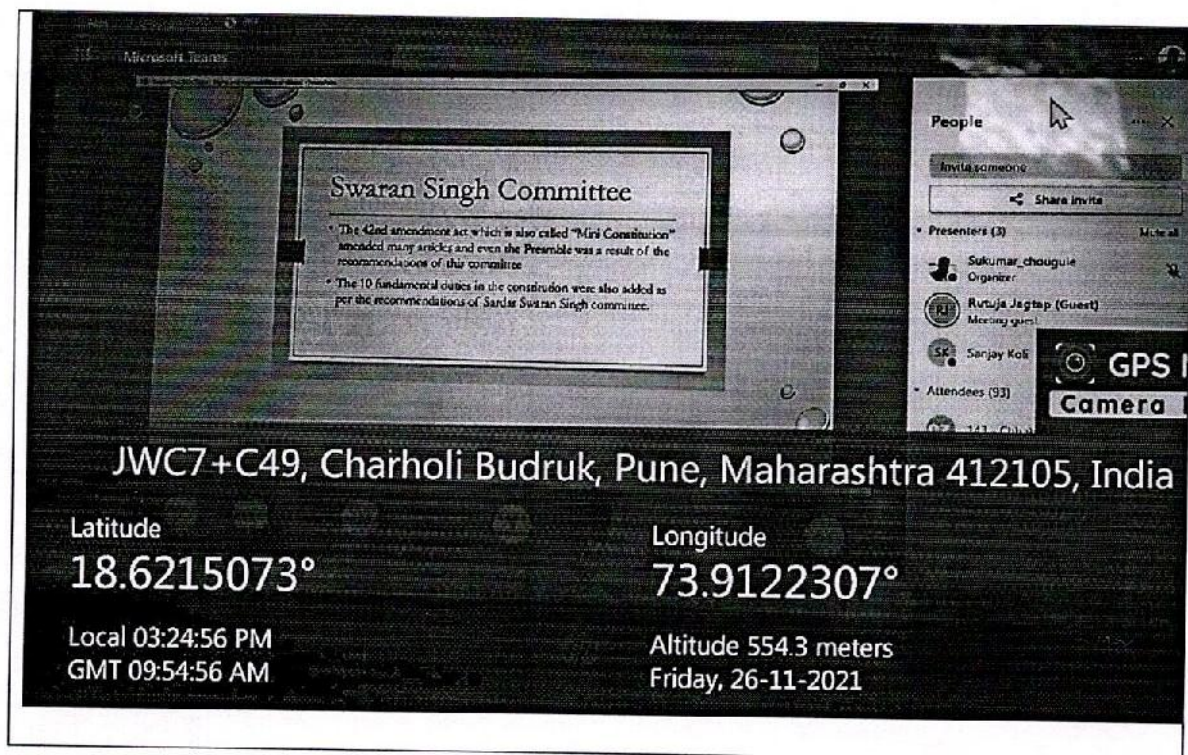 Microsoft Teams
Swaran Singh Committee
• The 42nd amendment act which is also called "Mini Constitution"
amended many articles and even the Preamble was a result of the
recommendations of this committee
• The 10 fundamental duties in the constitution were also added as
per the recommendations of Sardar Swaran Singh committee.
People
Invite someone
Share invite
Presenters (3)
Mute all
Sukumar_chougule
Organizer
RJ
Rutuja Jagtap (Guest)
Meeting guest
SK
Sanjay Koli
Attendees (93)
GPS
Camera
JWC7+C49, Charholi Budruk, Pune, Maharashtra 412105, India
Latitude
18.6215073°
Longitude
73.9122307°
Local 03:24:56 PM
GMT 09:54:56 AM
Altitude 554.3 meters
Friday, 26-11-2021